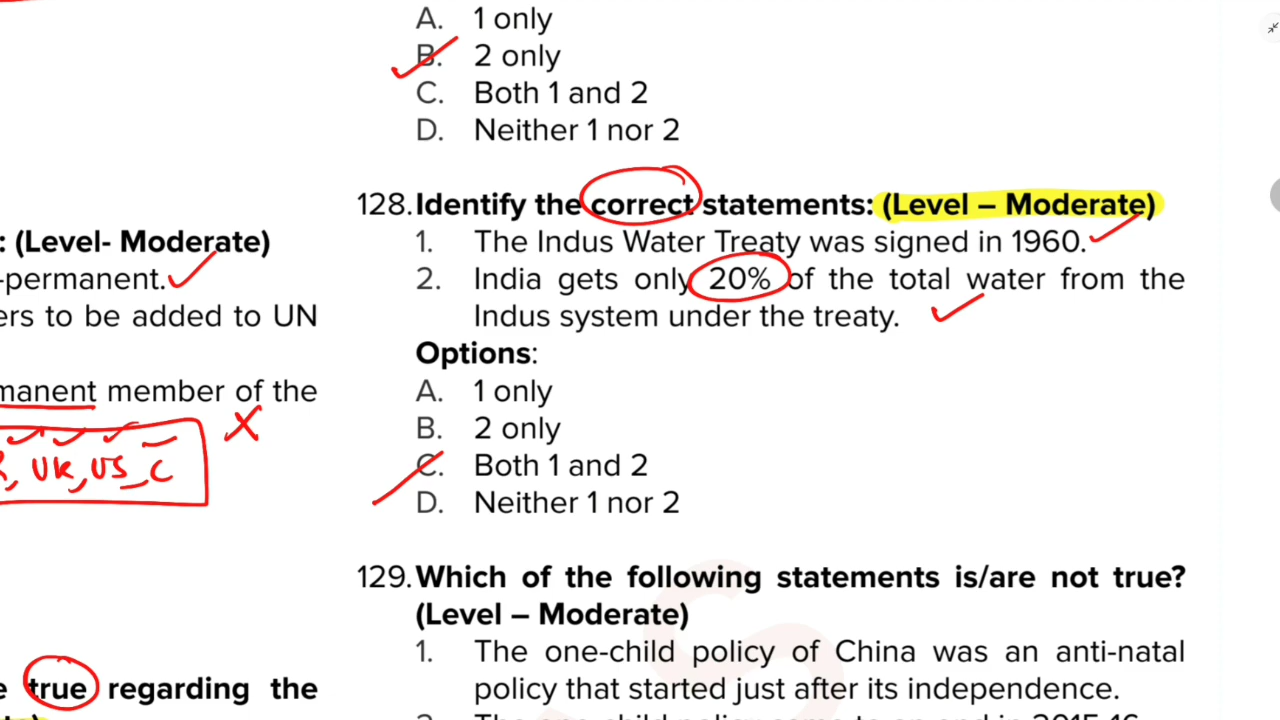 : (Level- Moderate)
-permanent.
ers to be added to UN
manent member of the
, UK, US, C
e true regarding the
A. 1 only
B. 2 only
C. Both 1 and 2
D. Neither 1 nor 2
128. Identify the correct statements: (Level – Moderate)
1. The Indus Water Treaty was signed in 1960.
2. India gets only 20% of the total water from the
Indus system under the treaty.
Options:
A. 1 only
B. 2 only
C. Both 1 and 2
D. Neither 1 nor 2
129. Which of the following statements is/are not true?
(Level – Moderate)
1. The one-child policy of China was an anti-natal
policy that started just after its independence.